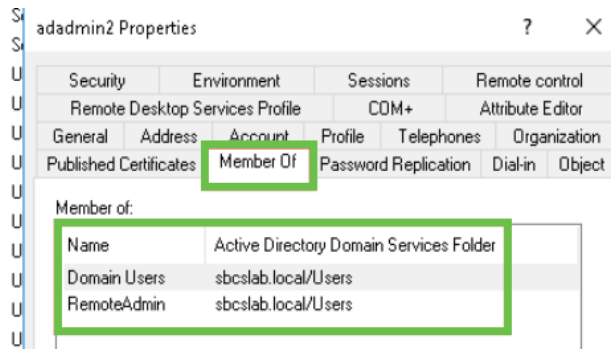 adadmin2 Properties ? ×
Security Environment Sessions Remote control
Remote Desktop Services Profile COM+ Attribute Editor
General Address Account Profile Telephones Organization
Published Certificates Member Of Password Replication Dial-in Object
Member of:
Name Active Directory Domain Services Folder
Domain Users sbcslab.local/Users
RemoteAdmin sbcslab.local/Users